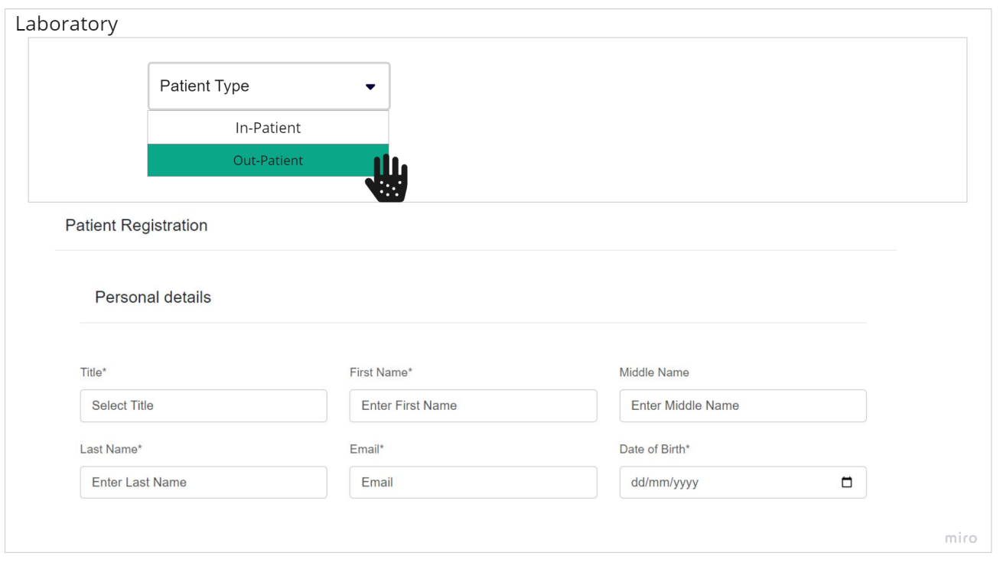 Laboratory
Patient Type
In-Patient
Out-Patient
Patient Registration
Personal details
Title* First Name* Middle Name
Select Title Enter First Name Enter Middle Name
Last Name* Email* Date of Birth*
Enter Last Name Email dd/mm/yyyy
miro